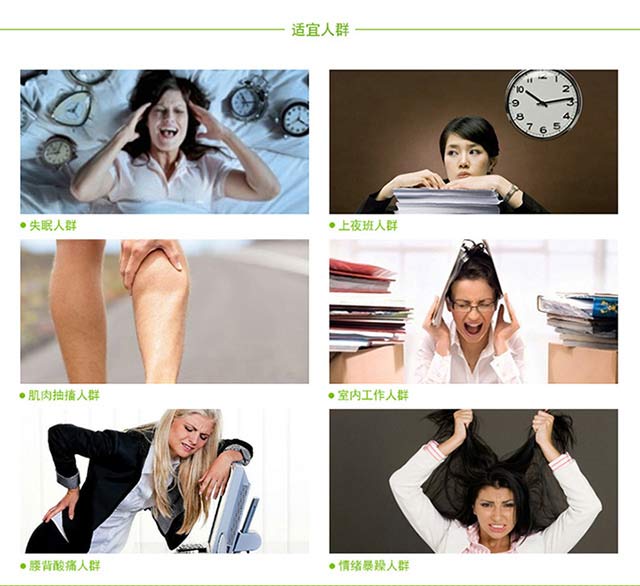 适宜人群
失眠人群
上夜班人群
肌肉抽搐人群
室内工作人群
腰背酸痛人群
情绪暴躁人群